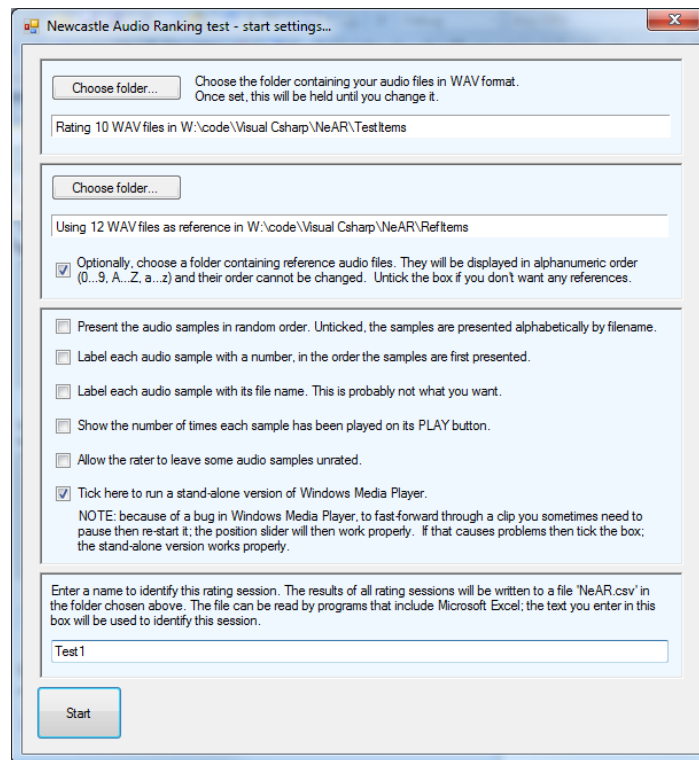 Newcastle Audio Ranking test - start settings...
Choose folder...
Choose the folder containing your audio files in WAV format.
Once set, this will be held until you change it.
Rating 10 WAV files in W:\code\Visual Csharp\NeAR\TestItems
Choose folder...
Using 12 WAV files as reference in W:\code\Visual Csharp\NeAR\RefItems
Optionally, choose a folder containing reference audio files. They will be displayed in alphanumeric order
(0...9, A...Z, a...z) and their order cannot be changed. Untick the box if you don't want any references.
Present the audio samples in random order. Unticked, the samples are presented alphabetically by filename.
Label each audio sample with a number, in the order the samples are first presented.
Label each audio sample with its file name. This is probably not what you want.
Show the number of times each sample has been played on its PLAY button.
Allow the rater to leave some audio samples unrated.
Tick here to run a stand-alone version of Windows Media Player.
NOTE: because of a bug in Windows Media Player, to fast-forward through a clip you sometimes need to
pause then re-start it; the position slider will then work properly. If that causes problems then tick the box;
the stand-alone version works properly.
Enter a name to identify this rating session. The results of all rating sessions will be written to a file 'NeAR.csv' in
the folder chosen above. The file can be read by programs that include Microsoft Excel; the text you enter in this
box will be used to identify this session.
Test1
Start